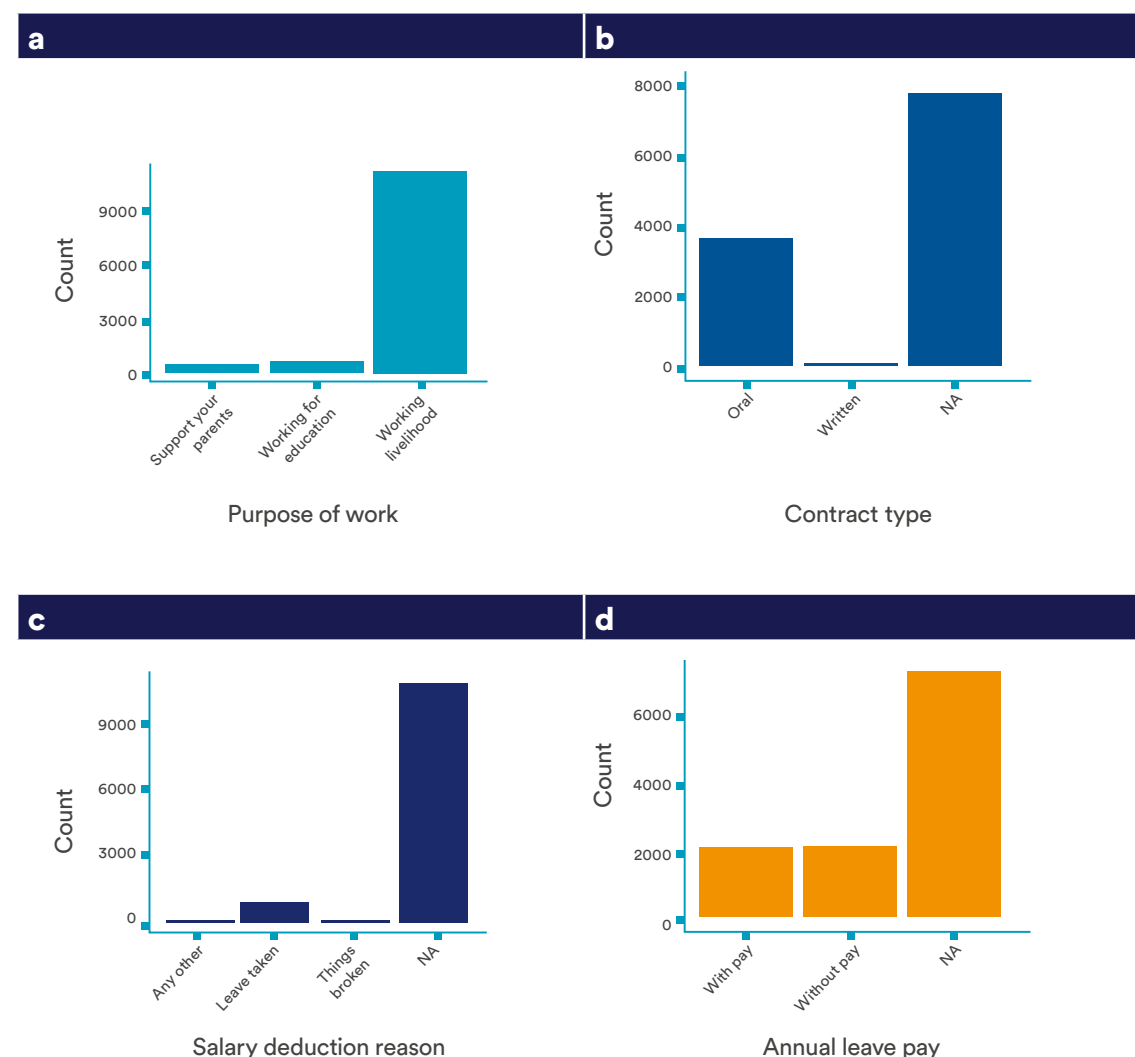 a
Count
9000
6000
3000
0
Support your
parents
Working for
education
Working
livelihood
Purpose of work
b
Count
8000
6000
4000
2000
0
Oral
Written
NA
Contract type
c
Count
9000
6000
3000
0
Any other
Leave taken
Things
broken
NA
Salary deduction reason
d
Count
6000
4000
2000
0
With pay
Without pay
NA
Annual leave pay